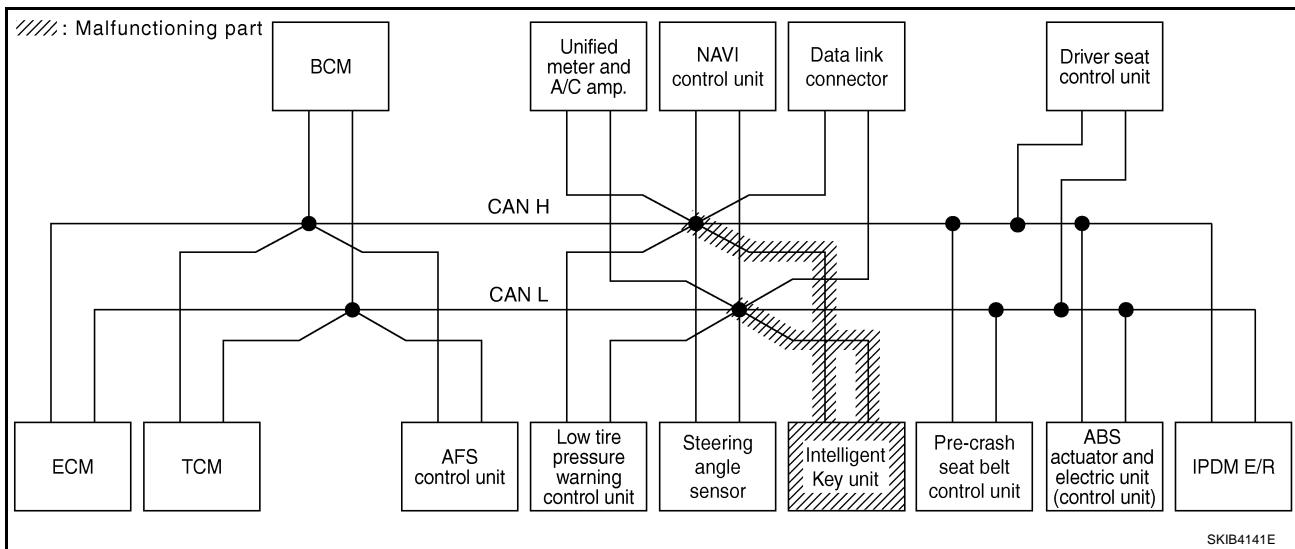 : Malfunctioning part
BCM
Unified
meter and
A/C amp.
NAVI
control unit
Data link
connector
Driver seat
control unit
CAN H
CAN L
ECM
TCM
AFS
control unit
Low tire
pressure
warning
control unit
Steering
angle
sensor
Intelligent
Key unit
Pre-crash
seat belt
control unit
ABS
actuator and
electric unit
(control unit)
IPDM E/R
SKIB4141E